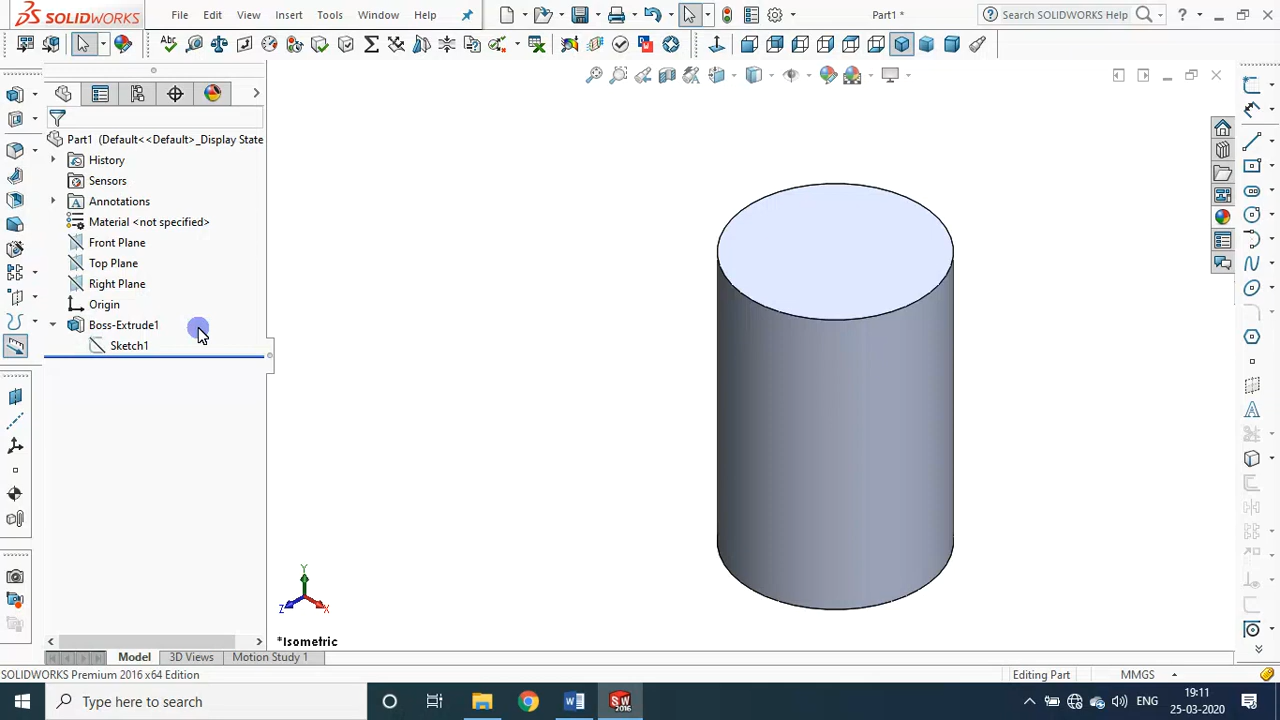 SOLIDWORKS File Edit View Insert Tools Window Help Part1 * Search SOLIDWORKS Help ?
Abc
Part1 (Default<<Default>_Display State
History
Sensors
A Annotations
Material <not specified>
Front Plane
Top Plane
Right Plane
Origin
Boss-Extrude1
Sketch1
A
Y
Z X
*Isometric
Model 3D Views Motion Study 1
SOLIDWORKS Premium 2016 x64 Edition Editing Part MMGS
Type here to search W SW 2016 ENG 19:11
25-03-2020